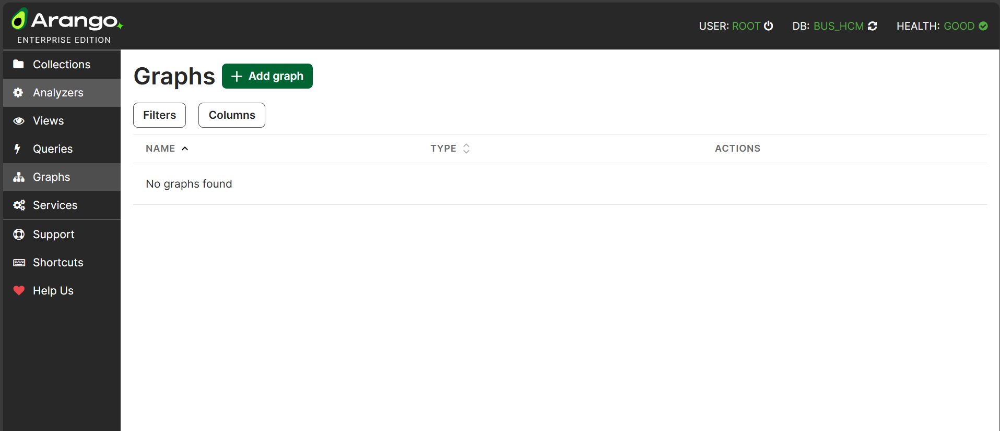 Arango
ENTERPRISE EDITION
USER: ROOT DB: BUS_HCM HEALTH: GOOD
Collections
Analyzers
Views
Queries
Graphs
Services
Support
Shortcuts
Help Us
Graphs + Add graph
Filters Columns
NAME TYPE ACTIONS
No graphs found